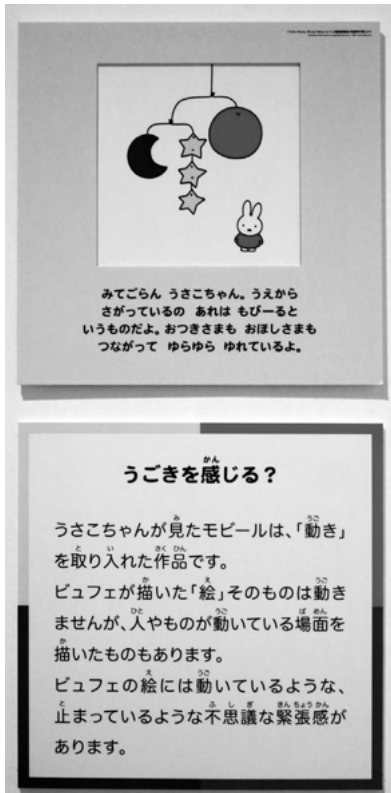 みてごらん うさこちゃん。うえから
さがっているの あれは もびーると
いうものだよ。おつきさまも おほしさまも
つながって ゆらゆら ゆれているよ。
うごきを感じる？
うさこちゃんが見たモビールは、「動き」
を取り入れた作品です。
ビュフェが描いた「絵」そのものは動き
ませんが、人やものが動いている場面を
描いたものもあります。
ビュフェの絵には動いているような、
止まっているような不思議な緊張感が
あります。